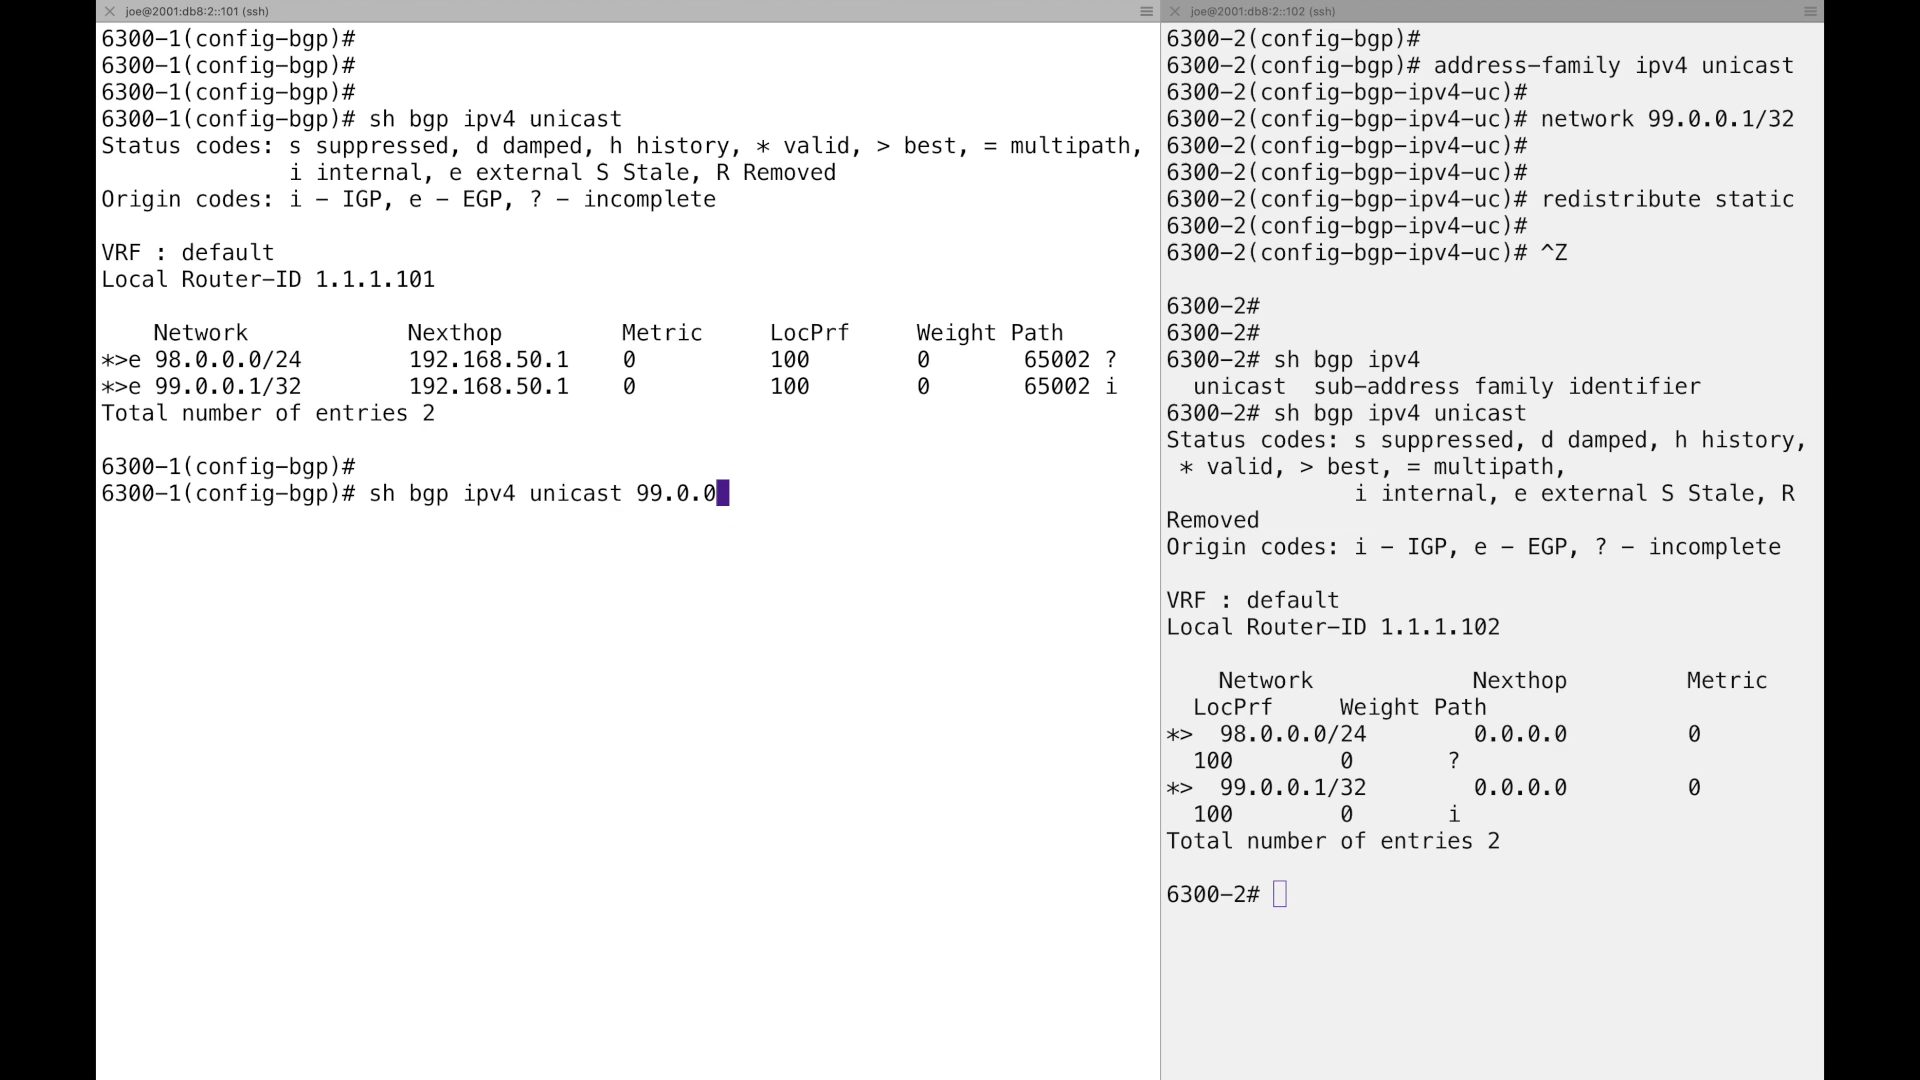 joe@2001:db8:2::101 (ssh)
6300-1(config-bgp)#
6300-1(config-bgp)#
6300-1(config-bgp)#
6300-1(config-bgp)# sh bgp ipv4 unicast
Status codes: s suppressed, d damped, h history, * valid, > best, = multipath,
i internal, e external S Stale, R Removed
Origin codes: i - IGP, e - EGP, ? - incomplete
VRF : default
Local Router-ID 1.1.1.101
Network Nexthop Metric LocPrf Weight Path
*>e 98.0.0.0/24 192.168.50.1 0 100 0 65002 ?
*>e 99.0.0.1/32 192.168.50.1 0 100 0 65002 i
Total number of entries 2
6300-1(config-bgp)#
6300-1(config-bgp)# sh bgp ipv4 unicast 99.0.0
joe@2001:db8:2::102 (ssh)
6300-2(config-bgp)#
6300-2(config-bgp)# address-family ipv4 unicast
6300-2(config-bgp-ipv4-uc)#
6300-2(config-bgp-ipv4-uc)# network 99.0.0.1/32
6300-2(config-bgp-ipv4-uc)#
6300-2(config-bgp-ipv4-uc)#
6300-2(config-bgp-ipv4-uc)# redistribute static
6300-2(config-bgp-ipv4-uc)#
6300-2(config-bgp-ipv4-uc)# ^Z
6300-2#
6300-2#
6300-2# sh bgp ipv4
unicast sub-address family identifier
6300-2# sh bgp ipv4 unicast
Status codes: s suppressed, d damped, h history,
* valid, > best, = multipath,
i internal, e external S Stale, R
Removed
Origin codes: i - IGP, e - EGP, ? - incomplete
VRF : default
Local Router-ID 1.1.1.102
Network Nexthop Metric
LocPrf Weight Path
*> 98.0.0.0/24 0.0.0.0 0
100 0 ?
*> 99.0.0.1/32 0.0.0.0 0
100 0 i
Total number of entries 2
6300-2#